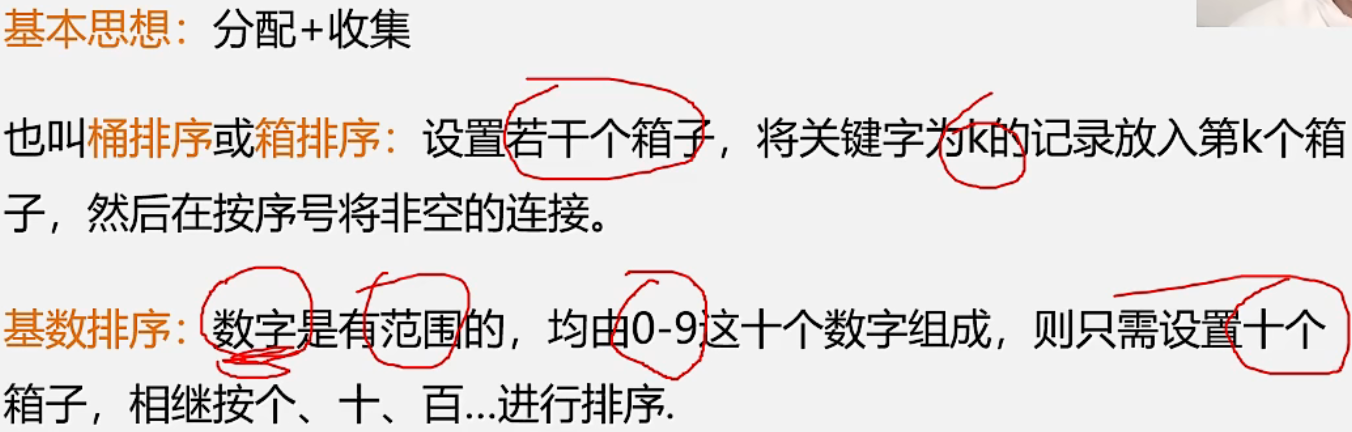 基本思想：分配+收集
也叫桶排序或箱排序：设置若干个箱子，将关键字为k的记录放入第k个箱
子，然后在按序号将非空的连接。
基数排序：数字是有范围的，均由0-9这十个数字组成，则只需设置十个
箱子，相继按个、十、百...进行排序.